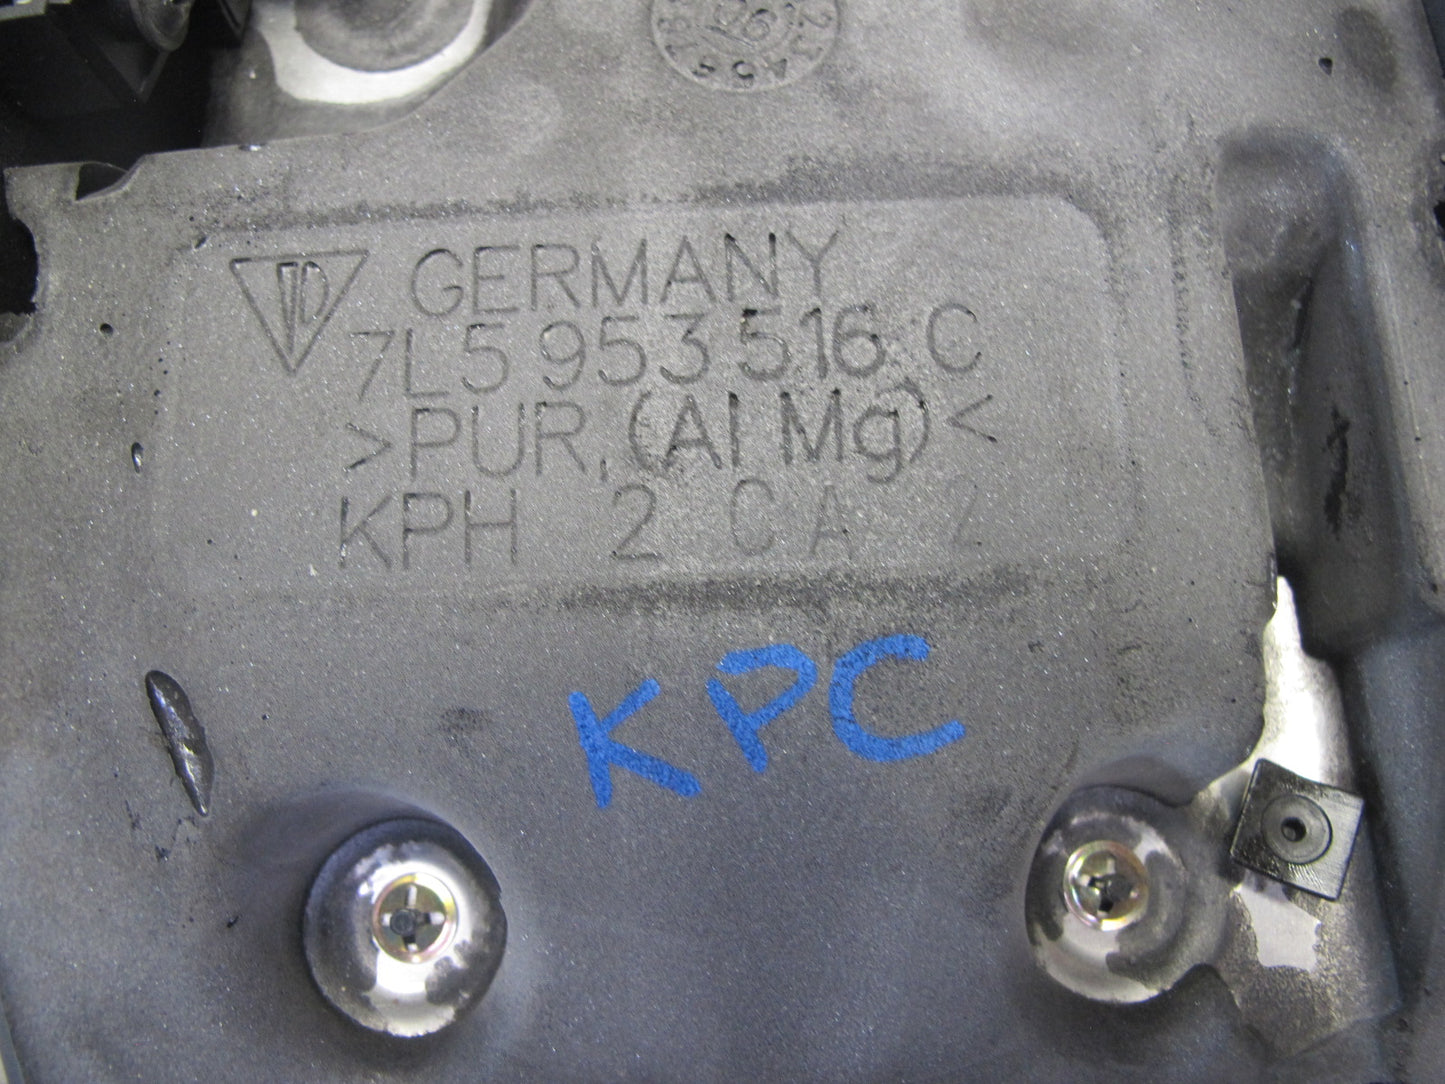 GERMANY
7L5 953 516 C
>PUR, (Al Mg)<
KPH 2 CA 2
KPC